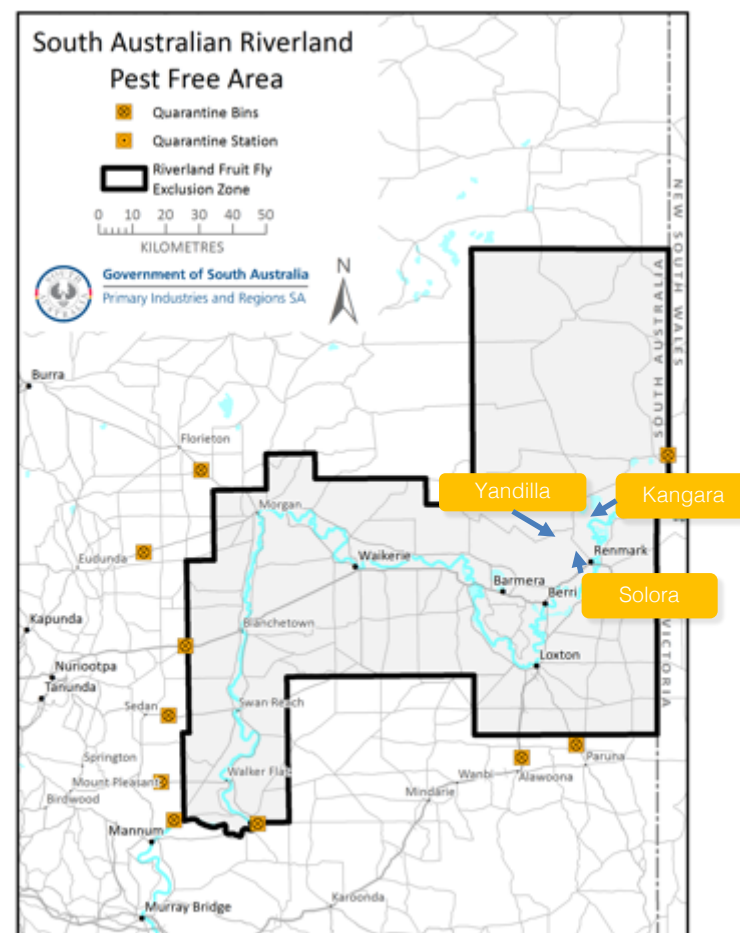 South Australian Riverland
Pest Free Area
Quarantine Bins
Quarantine Station
Riverland Fruit Fly
Exclusion Zone
0 10 20 30 40 50
KILOMETRES
Government of South Australia
Primary Industries and Regions SA
N
NEW SOUTH WALES
SOUTH AUSTRALIA
Burra
Florieton
Yandilla
Kangara
Morgan
Eudunda
Waikerie
Renmark
Barmera
Berri
Solora
Kapunda
Blanchetown
VICTORIA
Nuriootpa
Tanunda
Loxton
Sedan
Swan Reach
Springton
Mount Pleasant
Birdwood
Walker Flat
Wanbi
Alawoona
Paruna
Mindarie
Mannum
Karoonda
Murray Bridge